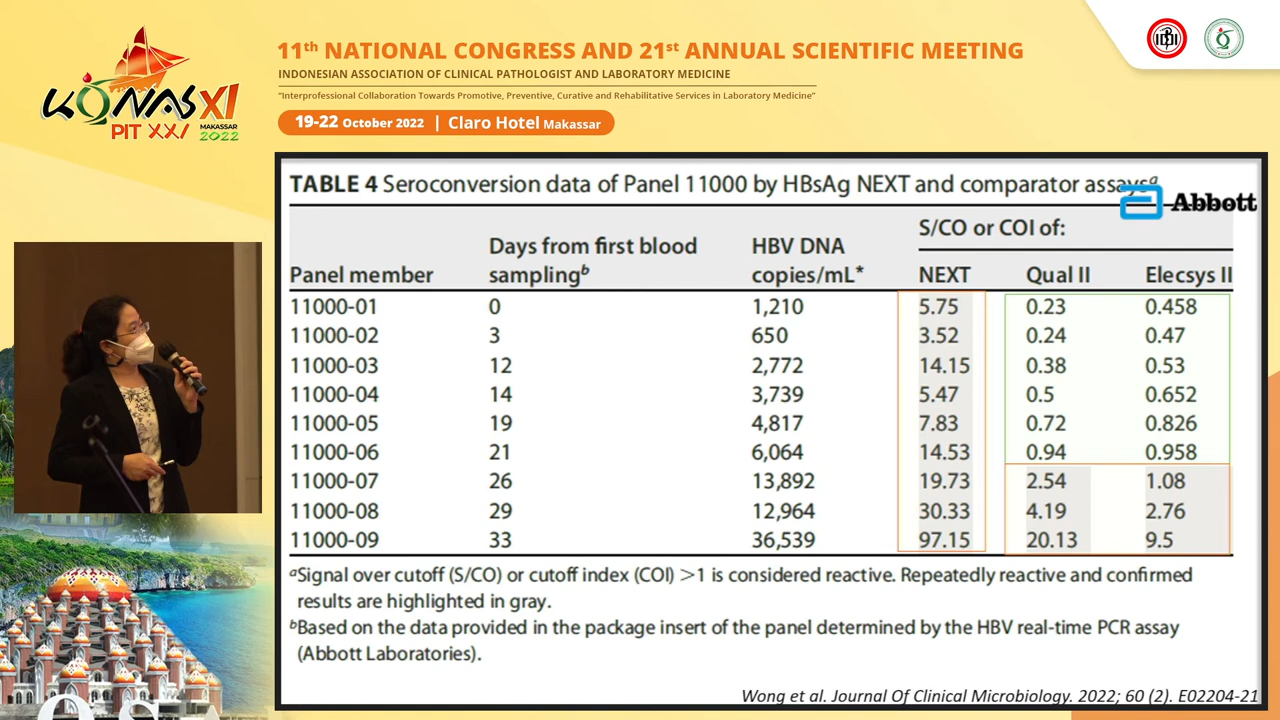 11th NATIONAL CONGRESS AND 21st ANNUAL SCIENTIFIC MEETING
INDONESIAN ASSOCIATION OF CLINICAL PATHOLOGIST AND LABORATORY MEDICINE
"Interprofessional Collaboration Towards Promotive, Preventive, Curative and Rehabilitative Services in Laboratory Medicine"
19-22 October 2022 | Claro Hotel Makassar
KONAS XI
PIT XXI MAKASSAR 2022
IDI
TABLE 4 Seroconversion data of Panel 11000 by HBsAg NEXT and comparator assaysᵃ
Abbott
S/CO or COI of:
Panel member Days from first blood samplingᵇ HBV DNA copies/mL* NEXT Qual II Elecsys II
11000-01 0 1,210 5.75 0.23 0.458
11000-02 3 650 3.52 0.24 0.47
11000-03 12 2,772 14.15 0.38 0.53
11000-04 14 3,739 5.47 0.5 0.652
11000-05 19 4,817 7.83 0.72 0.826
11000-06 21 6,064 14.53 0.94 0.958
11000-07 26 13,892 19.73 2.54 1.08
11000-08 29 12,964 30.33 4.19 2.76
11000-09 33 36,539 97.15 20.13 9.5
ᵃSignal over cutoff (S/CO) or cutoff index (COI) >1 is considered reactive. Repeatedly reactive and confirmed
results are highlighted in gray.
ᵇBased on the data provided in the package insert of the panel determined by the HBV real-time PCR assay
(Abbott Laboratories).
Wong et al. Journal Of Clinical Microbiology. 2022; 60 (2). E02204-21